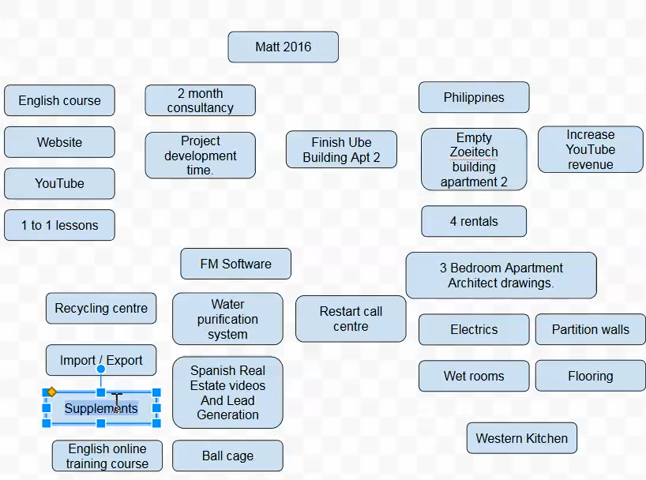 Matt 2016
English course
2 month
consultancy
Philippines
Website
Project
development
time.
Finish Ube
Building Apt 2
Empty
Zoeitech
building
apartment 2
Increase
YouTube
revenue
YouTube
1 to 1 lessons
4 rentals
FM Software
3 Bedroom Apartment
Architect drawings.
Recycling centre
Water
purification
system
Restart call
centre
Electrics
Partition walls
Import / Export
Spanish Real
Estate videos
And Lead
Generation
Wet rooms
Flooring
Supplements
Western Kitchen
English online
training course
Ball cage